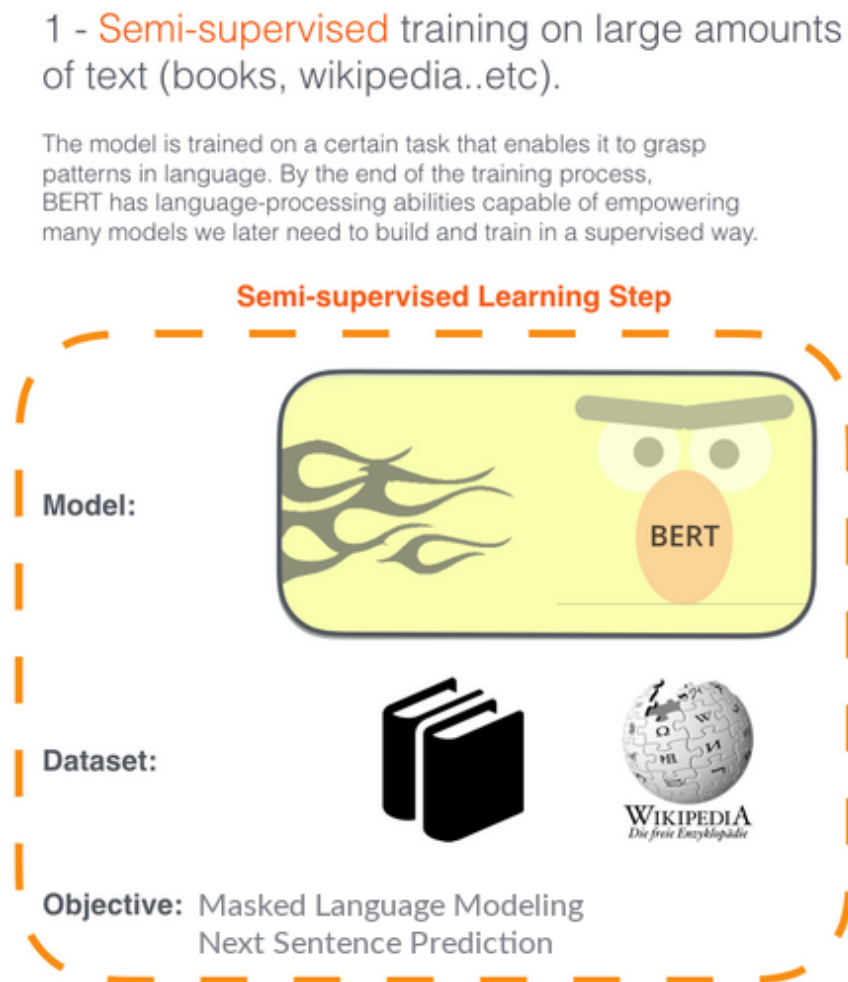 1 - Semi-supervised training on large amounts
of text (books, wikipedia..etc).
The model is trained on a certain task that enables it to grasp
patterns in language. By the end of the training process,
BERT has language-processing abilities capable of empowering
many models we later need to build and train in a supervised way.
Semi-supervised Learning Step
Model:
BERT
Dataset:
Ω W И
WIKIPEDIA
Die freie Enzyklopädie
Objective: Masked Language Modeling
Next Sentence Prediction